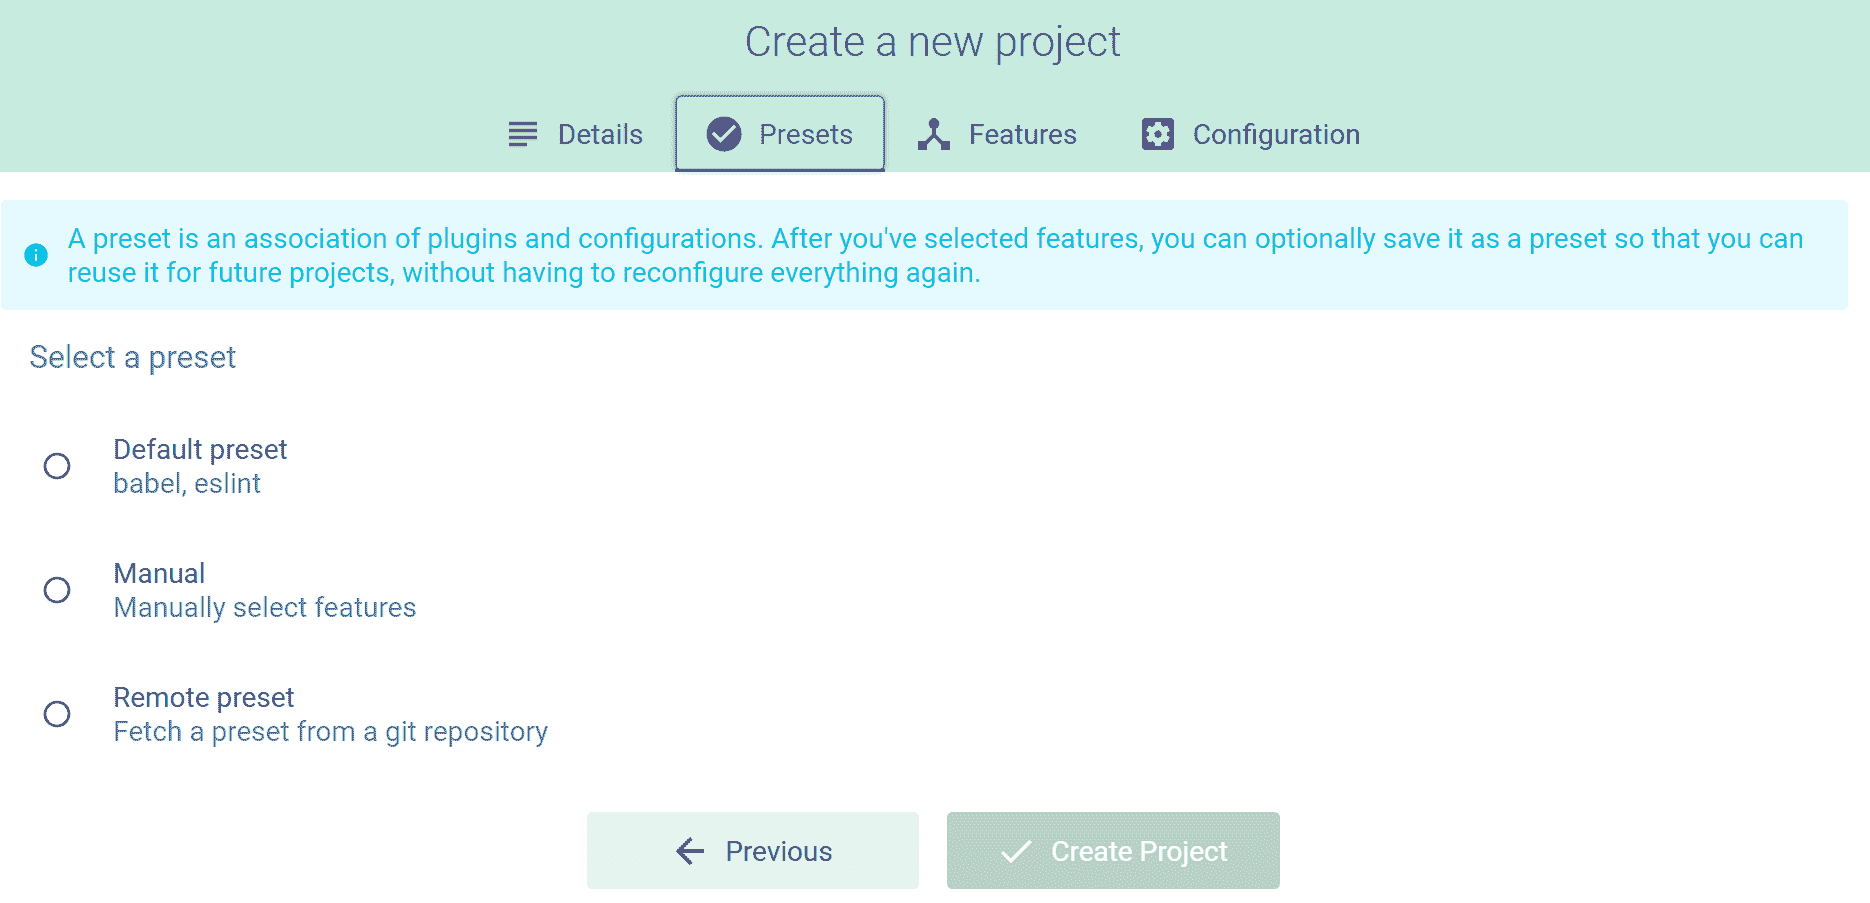 Create a new project
Details
Presets
Features
Configuration
A preset is an association of plugins and configurations. After you've selected features, you can optionally save it as a preset so that you can
reuse it for future projects, without having to reconfigure everything again.
Select a preset
Default preset
babel, eslint
Manual
Manually select features
Remote preset
Fetch a preset from a git repository
Previous
Create Project